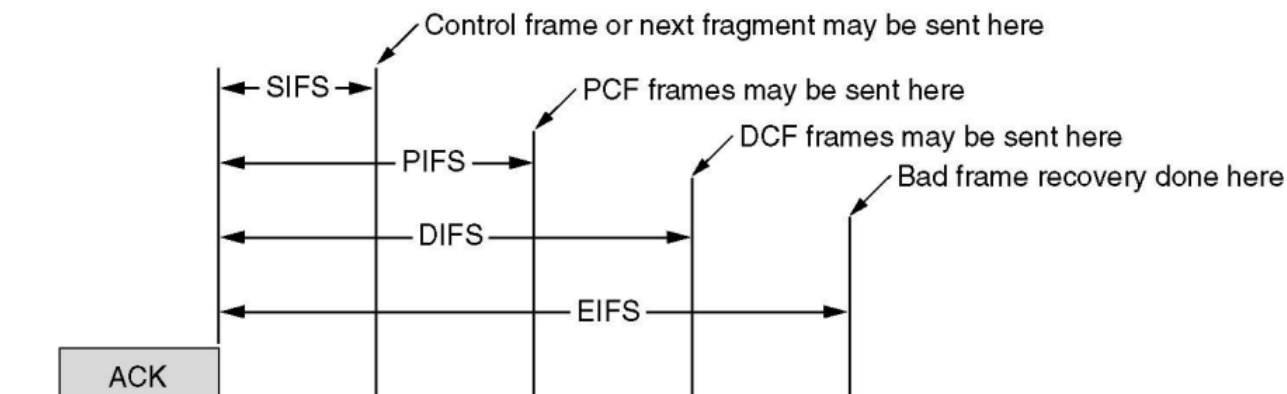 Control frame or next fragment may be sent here
SIFS
PCF frames may be sent here
DCF frames may be sent here
PIFS
Bad frame recovery done here
DIFS
EIFS
ACK